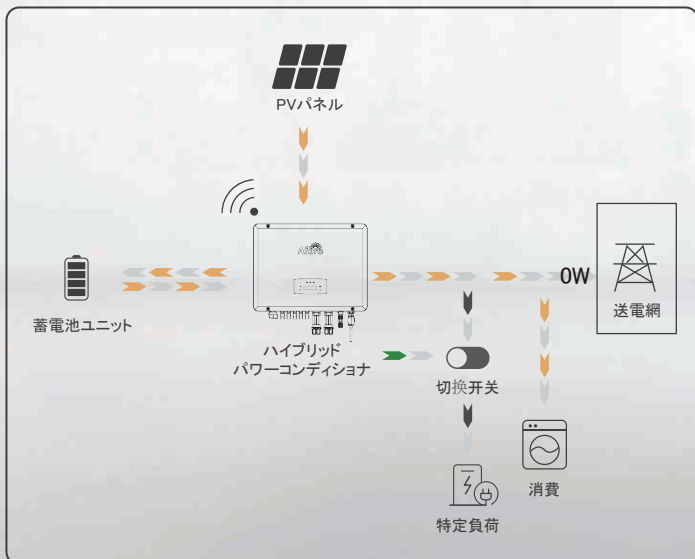 PVパネル
Afore
0W
蓄電池ユニット
送電網
ハイブリッド
パワーコンディショナ
切换开关
消費
特定負荷